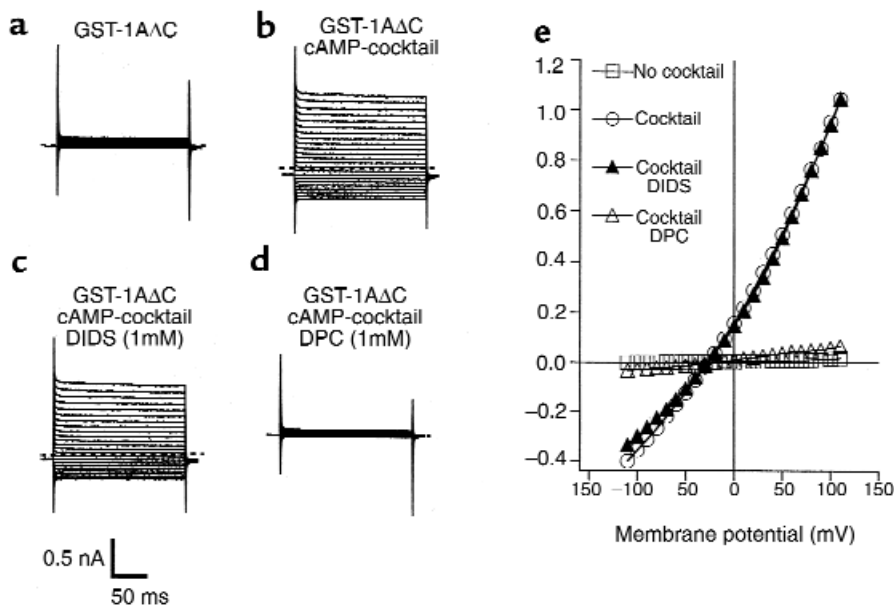 a
GST-1AΛC
b
GST-1AΔC
cAMP-cocktail
c
GST-1AΔC
cAMP-cocktail
DIDS (1mM)
d
GST-1AΔC
cAMP-cocktail
DPC (1mM)
0.5 nA
50 ms
e
1.2
1.0
0.8
0.6
0.4
0.2
0.0
−0.2
−0.4
No cocktail
Cocktail
Cocktail
DIDS
Cocktail
DPC
150 −100 50 0 50 100 150
Membrane potential (mV)